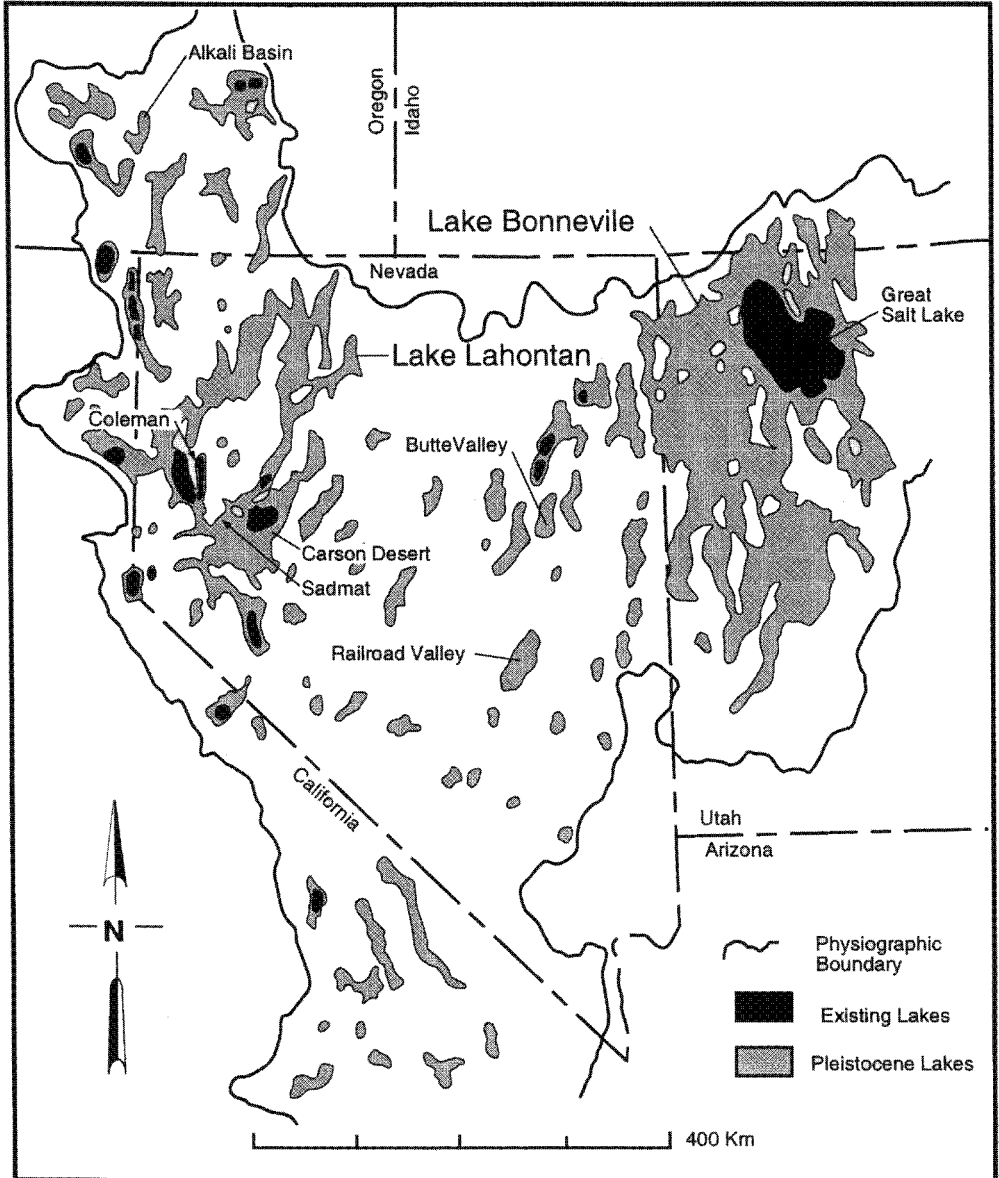 Alkali Basin
Oregon
Idaho
Lake Bonnevile
Nevada
Great
Salt Lake
Lake Lahontan
Coleman
ButteValley
Carson Desert
Sadmat
Railroad Valley
California
Utah
Arizona
N
Physiographic
Boundary
Existing Lakes
Pleistocene Lakes
400 Km